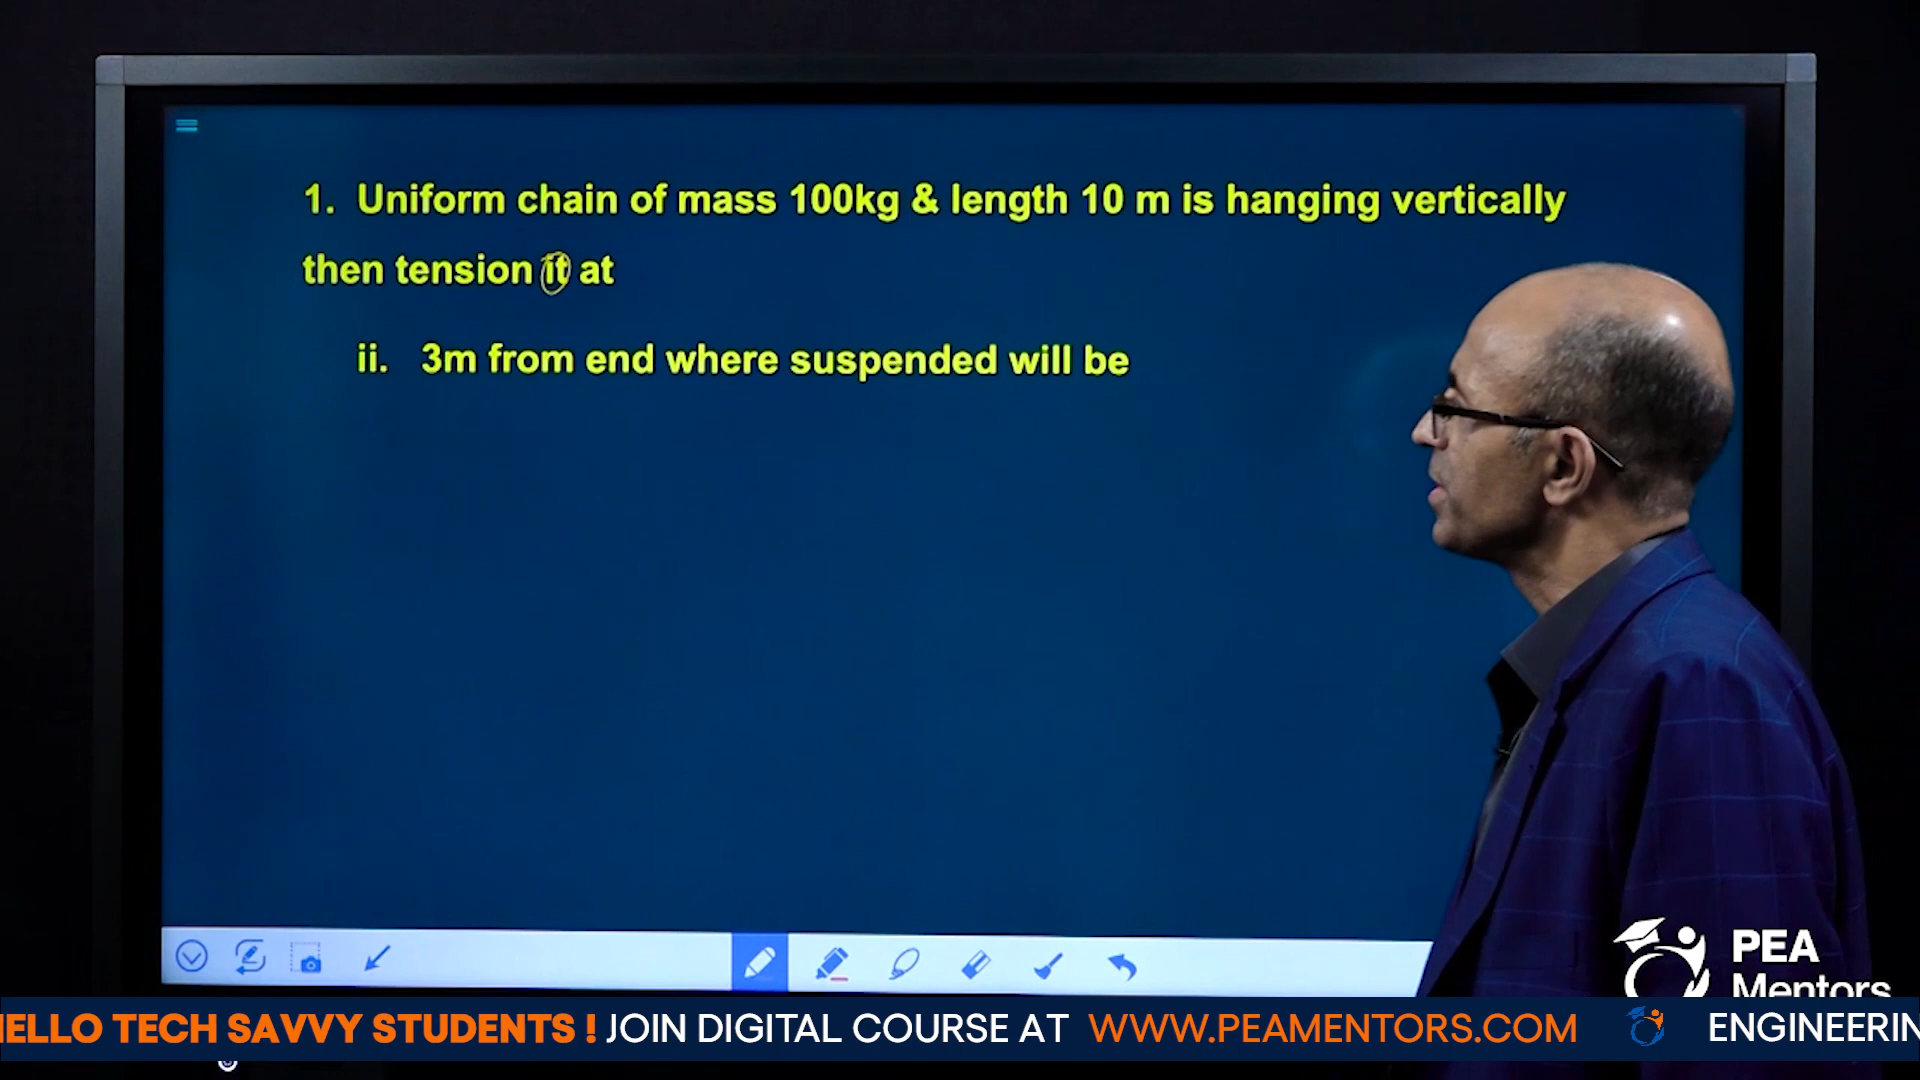 1. Uniform chain of mass 100kg & length 10 m is hanging vertically
then tension it at
ii. 3m from end where suspended will be
PEA
Mentors
HELLO TECH SAVVY STUDENTS ! JOIN DIGITAL COURSE AT WWW.PEAMENTORS.COM ENGINEERIN